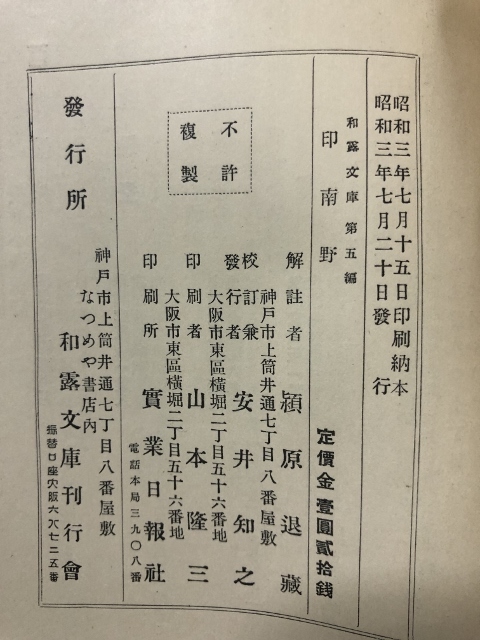 昭和三年七月十五日印刷納本
昭和三年七月二十日發行
和露文庫第五編
印南野
定價金壹圓貳拾錢
不許
複製
解註者 潁原退藏
神戶市上筒井通七丁目八番屋敷
校訂兼
發行者 安井知之
大阪市東區橫堀二丁目五十六番地
印刷者 山本隆三
大阪市東區橫堀二丁目五十六番地
印刷所 實業日報社
電話本局三九〇八番
神戶市上筒井通七丁目八番屋敷
なつめや書店內
發行所 和露文庫刊行會
振替口座大阪六八七二五番